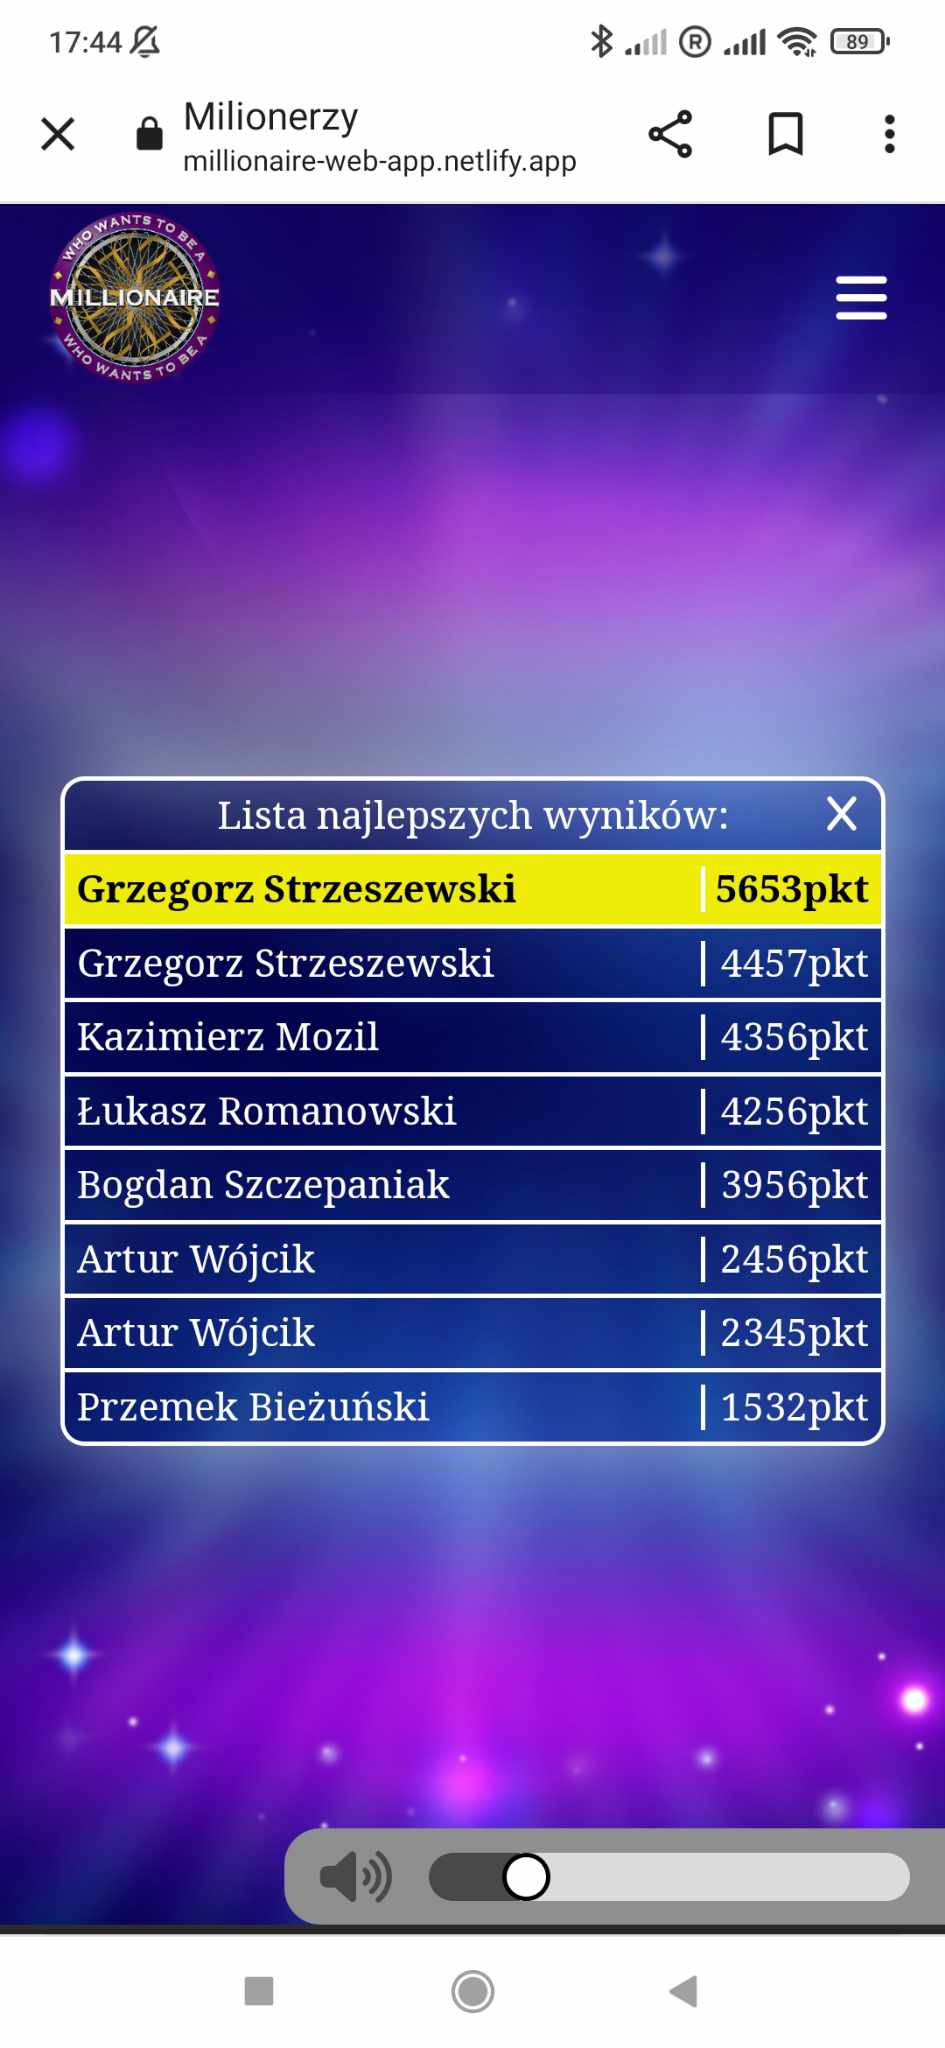 17:44
R
89
Milionerzy
millionaire-web-app.netlify.app
WHO WANTS TO BE A
MILLIONAIRE
WHO WANTS TO BE A
Lista najlepszych wyników: X
Grzegorz Strzeszewski | 5653pkt
Grzegorz Strzeszewski | 4457pkt
Kazimierz Mozil | 4356pkt
Łukasz Romanowski | 4256pkt
Bogdan Szczepaniak | 3956pkt
Artur Wójcik | 2456pkt
Artur Wójcik | 2345pkt
Przemek Bieżuński | 1532pkt